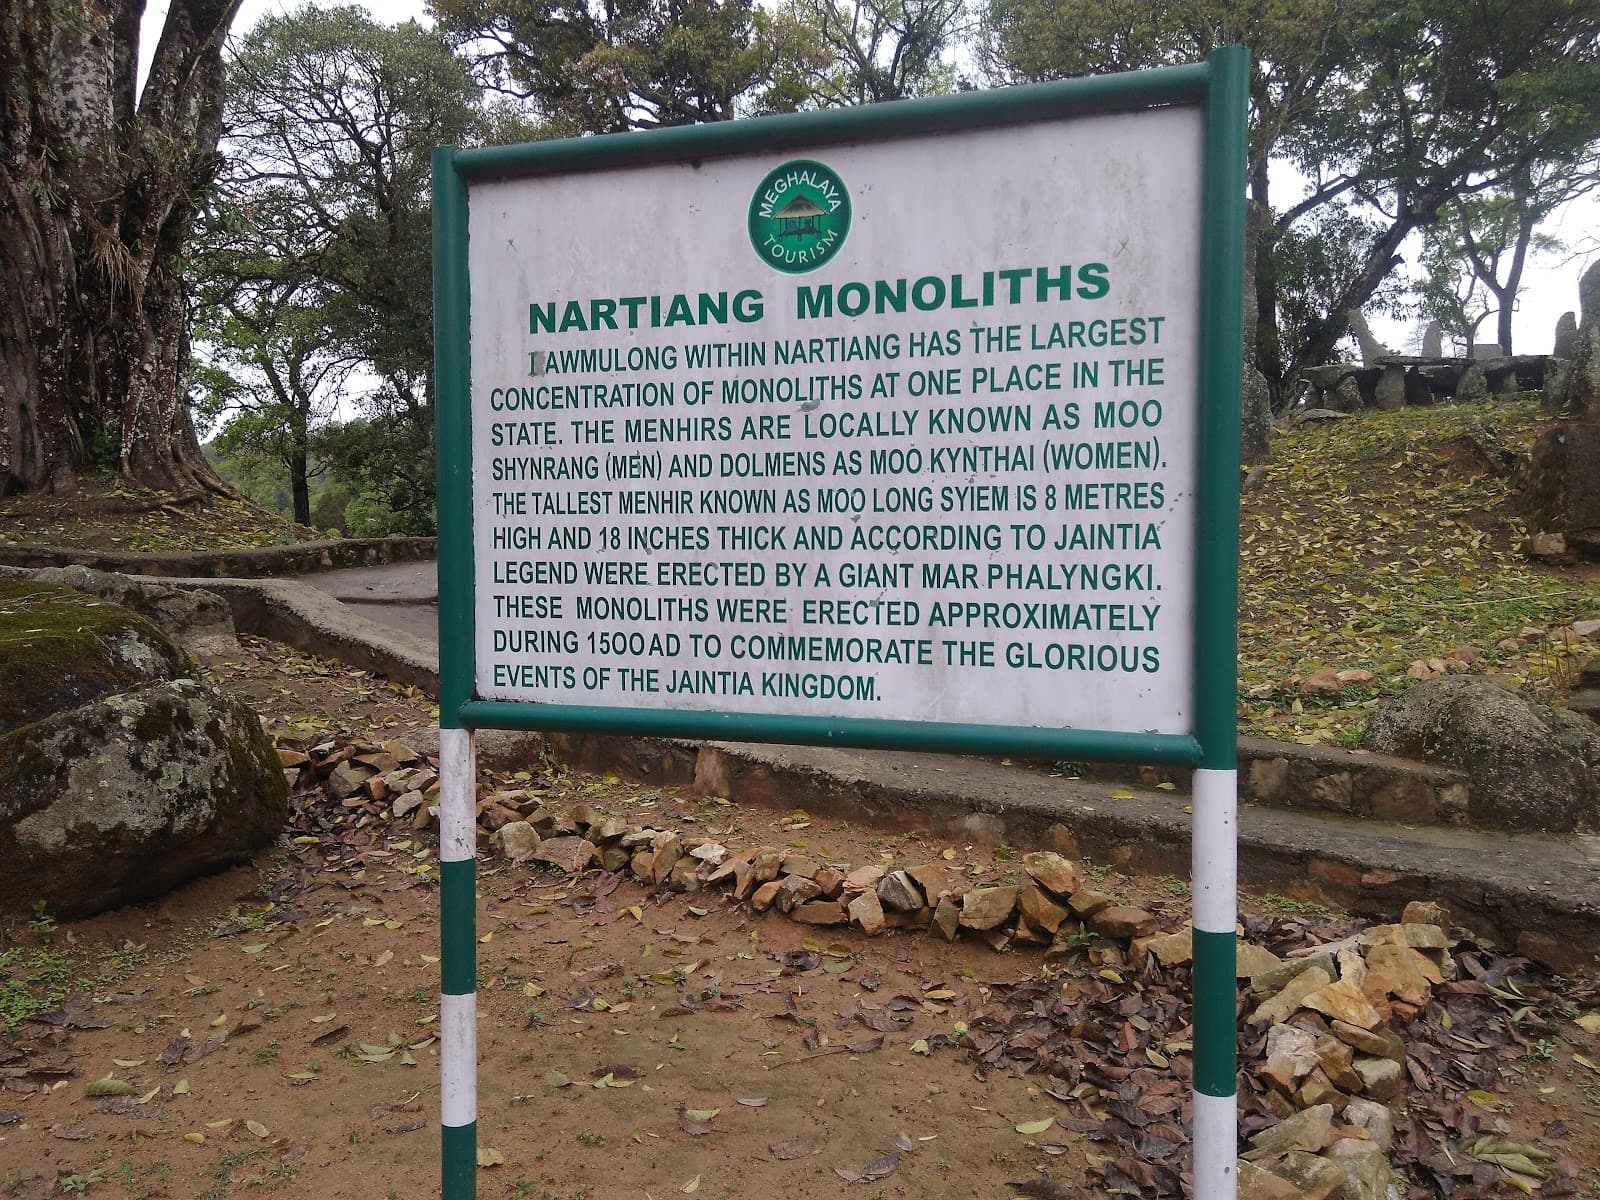 MEGHALAYA
TOURISM
NARTIANG MONOLITHS
AWMULONG WITHIN NARTIANG HAS THE LARGEST
CONCENTRATION OF MONOLITHS AT ONE PLACE IN THE
STATE. THE MENHIRS ARE LOCALLY KNOWN AS MOO
SHYNRANG (MEN) AND DOLMENS AS MOO KYNTHAI (WOMEN).
THE TALLEST MENHIR KNOWN AS MOO LONG SYIEM IS 8 METRES
HIGH AND 18 INCHES THICK AND ACCORDING TO JAINTIA
LEGEND WERE ERECTED BY A GIANT MAR PHALYNGKI.
THESE MONOLITHS WERE ERECTED APPROXIMATELY
DURING 1500 AD TO COMMEMORATE THE GLORIOUS
EVENTS OF THE JAINTIA KINGDOM.